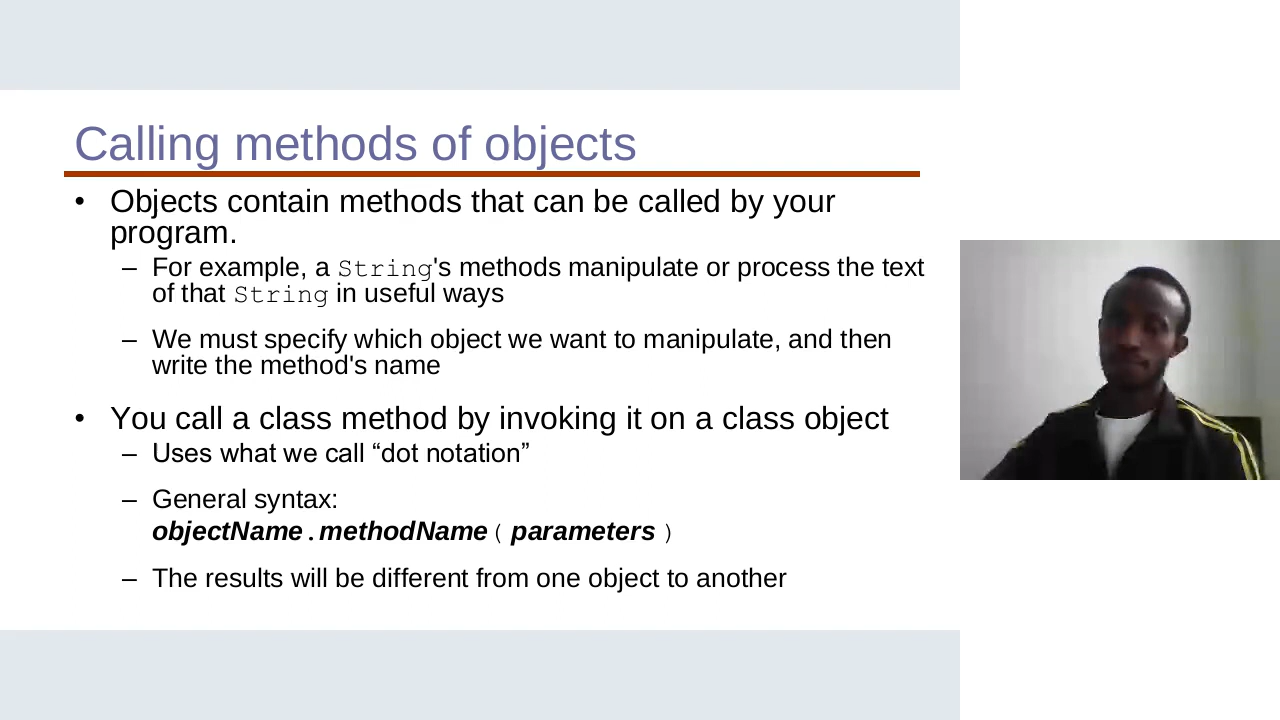 Calling methods of objects
• Objects contain methods that can be called by your
program.
– For example, a String's methods manipulate or process the text
of that String in useful ways
– We must specify which object we want to manipulate, and then
write the method's name
• You call a class method by invoking it on a class object
– Uses what we call “dot notation”
– General syntax:
objectName.methodName( parameters )
– The results will be different from one object to another